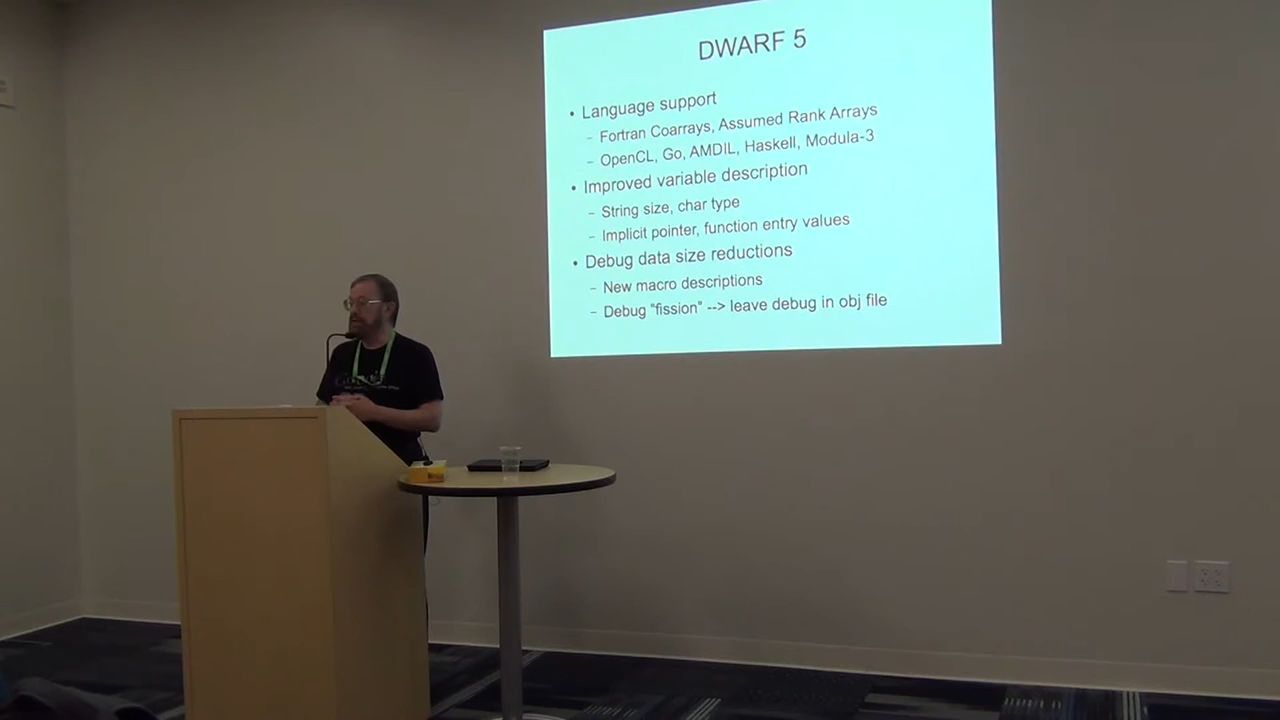 DWARF 5
• Language support
– Fortran Coarrays, Assumed Rank Arrays
– OpenCL, Go, AMDIL, Haskell, Modula-3
• Improved variable description
– String size, char type
– Implicit pointer, function entry values
• Debug data size reductions
– New macro descriptions
– Debug “fission” --> leave debug in obj file